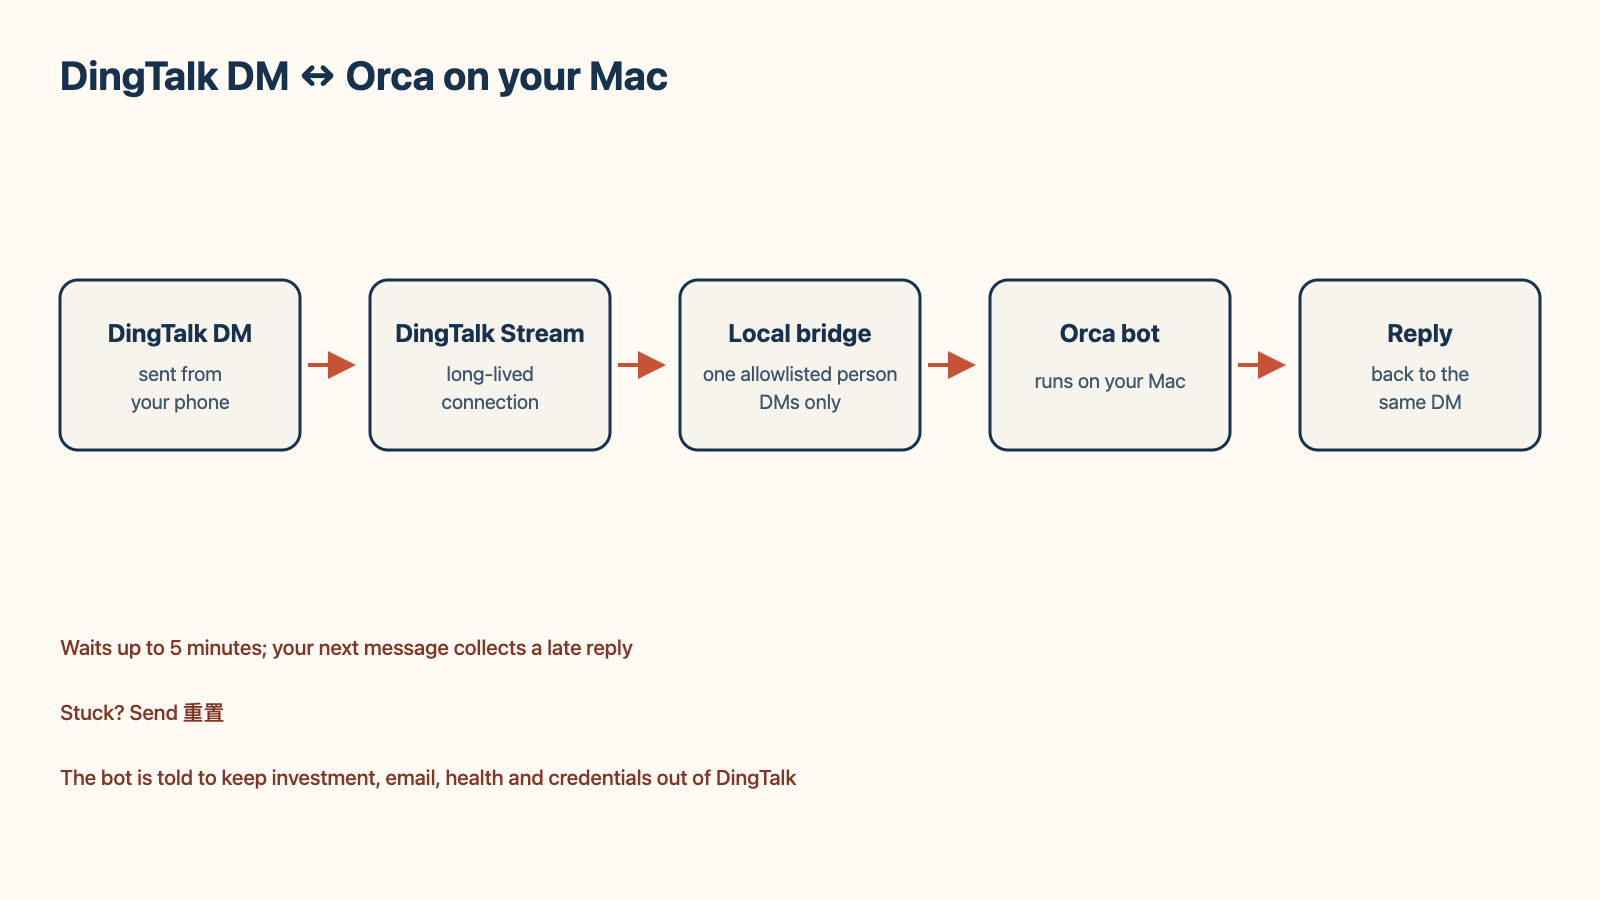 DingTalk DM ↔ Orca on your Mac
DingTalk DM
sent from
your phone
DingTalk Stream
long-lived
connection
Local bridge
one allowlisted person
DMs only
Orca bot
runs on your Mac
Reply
back to the
same DM
Waits up to 5 minutes; your next message collects a late reply
Stuck? Send 重置
The bot is told to keep investment, email, health and credentials out of DingTalk